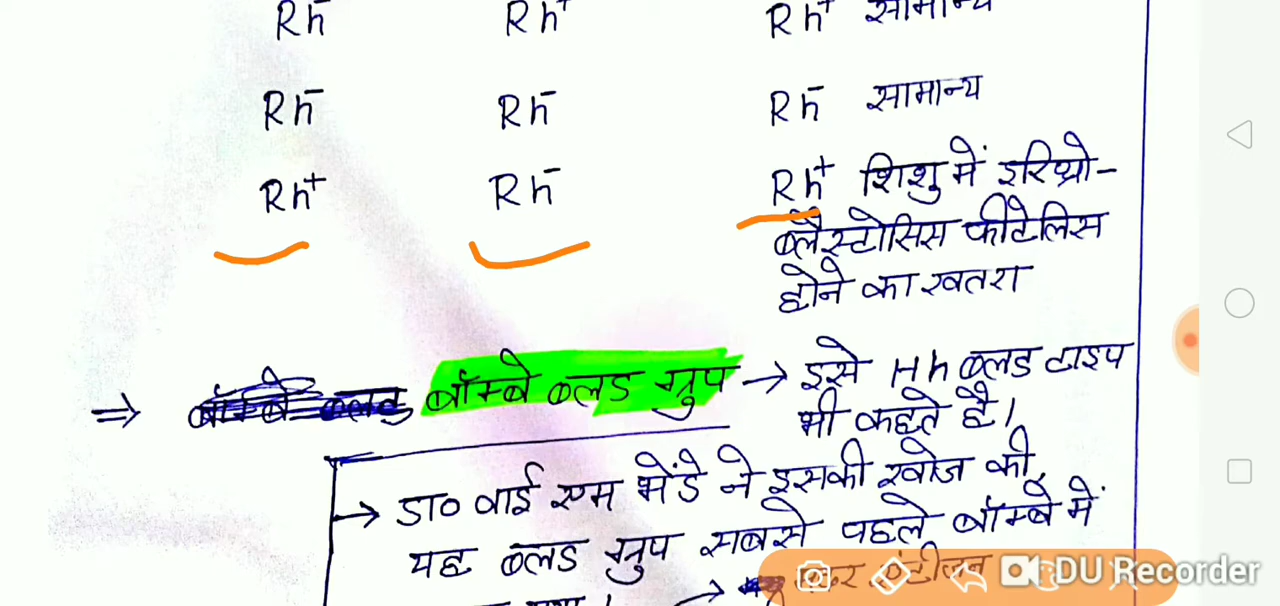 Rh- Rh+ Rh+ सामान्य
Rh- Rh- Rh- सामान्य
Rh+ Rh- Rh+ शिशु में इरिथ्रो-
ब्लैस्टोसिस फीटेलिस
होने का खतरा
⇒ बॉम्बे ब्लड ग्रुप → इसे Hh ब्लड टाइप
भी कहते है।
→ डा० वाई एम भेंडे ने इसकी खोज की,
यह ब्लड ग्रुप सबसे पहले बॉम्बे में
DU Recorder